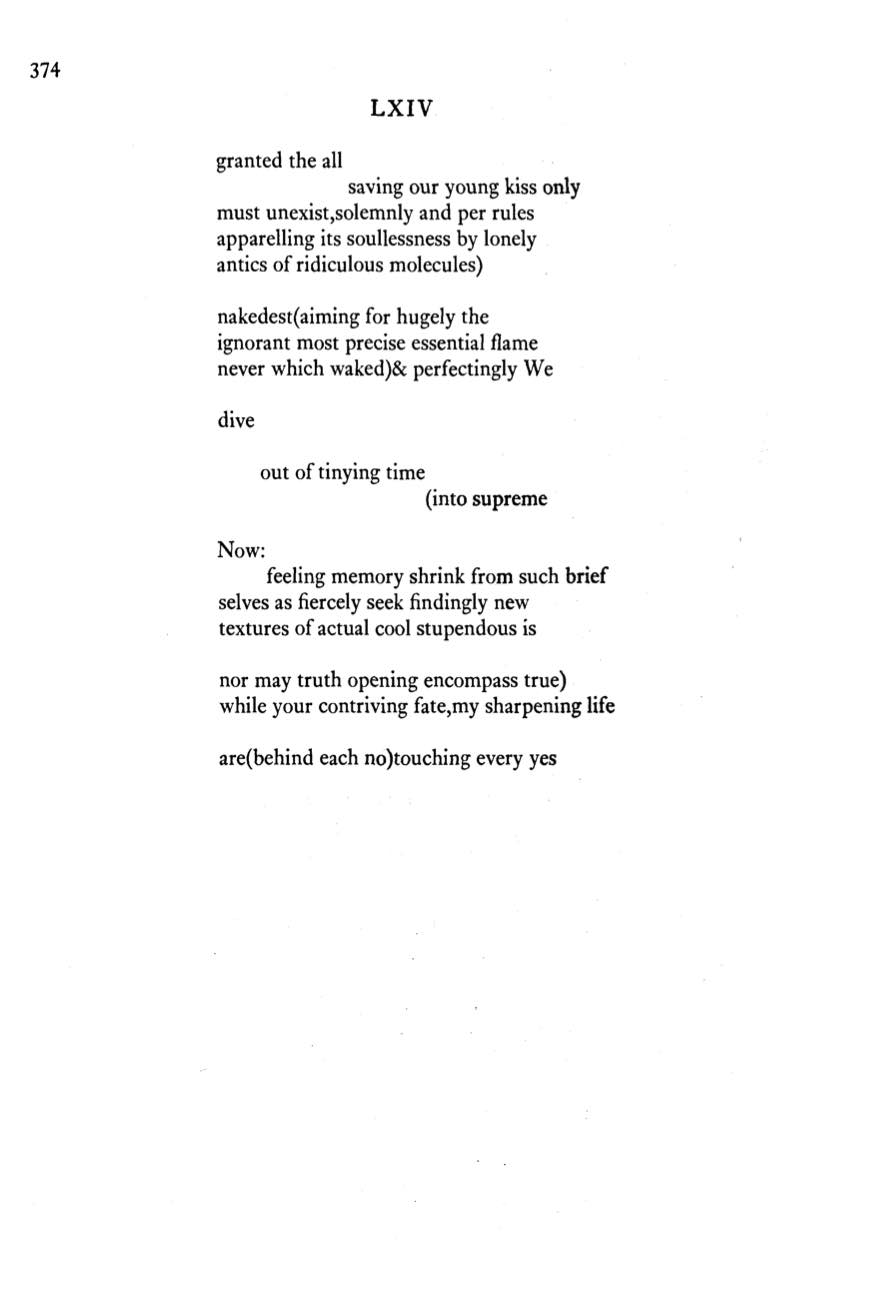 374
LXIV
granted the all
saving our young kiss only
must unexist,solemnly and per rules
apparelling its soullessness by lonely
antics of ridiculous molecules)
nakedest(aiming for hugely the
ignorant most precise essential flame
never which waked)& perfectingly We
dive
out of tinying time
(into supreme
Now:
feeling memory shrink from such brief
selves as fiercely seek findingly new
textures of actual cool stupendous is
nor may truth opening encompass true)
while your contriving fate,my sharpening life
are(behind each no)touching every yes